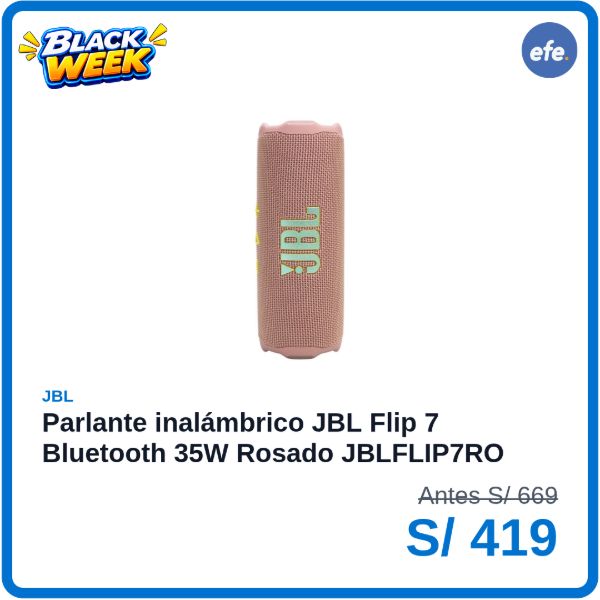 BLACK
WEEK
efe.
JBL
JBL
Parlante inalámbrico JBL Flip 7
Bluetooth 35W Rosado JBLFLIP7RO
Antes S/ 669
S/ 419